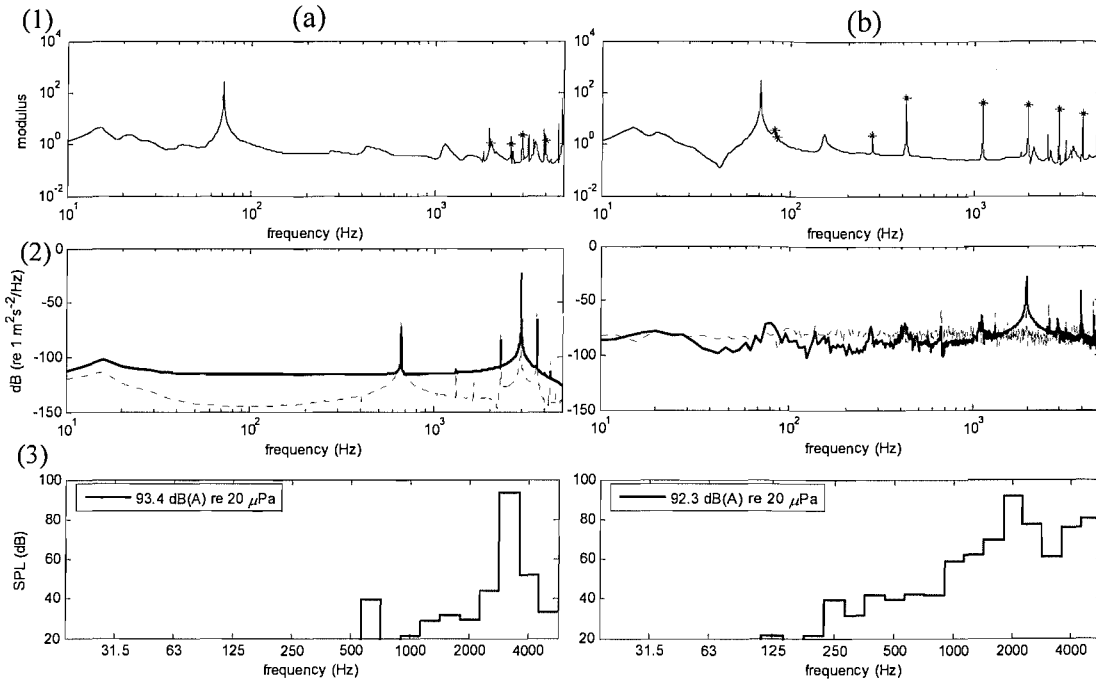 (1)
(a)
(b)
10^4
10^2
10^0
10^-2
modulus
10^1
10^2
10^3
frequency (Hz)
10^4
10^2
10^0
10^-2
10^1
10^2
10^3
frequency (Hz)
(2)
0
-50
-100
-150
dB (re 1 m^2s^-2/Hz)
10^1
10^2
10^3
frequency (Hz)
0
-50
-100
-150
10^1
10^2
10^3
frequency (Hz)
(3)
100
80
60
40
20
SPL (dB)
93.4 dB(A) re 20 μPa
31.5 63 125 250 500 1000 2000 4000
frequency (Hz)
100
80
60
40
20
92.3 dB(A) re 20 μPa
31.5 63 125 250 500 1000 2000 4000
frequency (Hz)